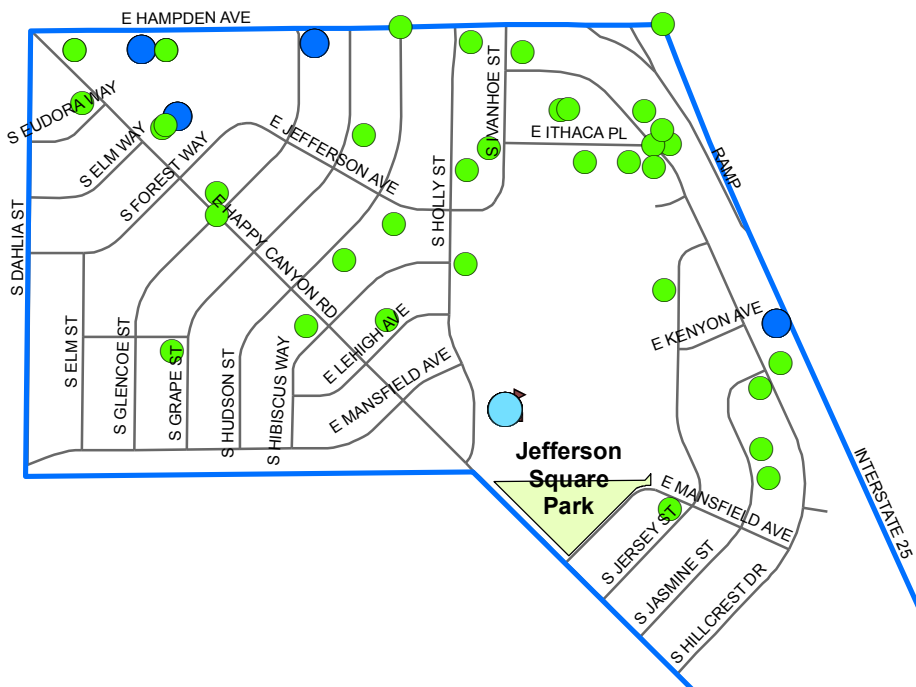 E HAMPDEN AVE
S EUDORA WAY
S ELM WAY
S FOREST WAY
E JEFFERSON AVE
S IVANHOE ST
E ITHACA PL
RAMP
S DAHLIA ST
E HAPPY CANYON RD
S HOLLY ST
S ELM ST
S GLENCOE ST
S GRAPE ST
S HUDSON ST
S HIBISCUS WAY
E LEHIGH AVE
E MANSFIELD AVE
E KENYON AVE
Jefferson
Square
Park
E MANSFIELD AVE
INTERSTATE 25
S JERSEY ST
S JASMINE ST
S HILLCREST DR